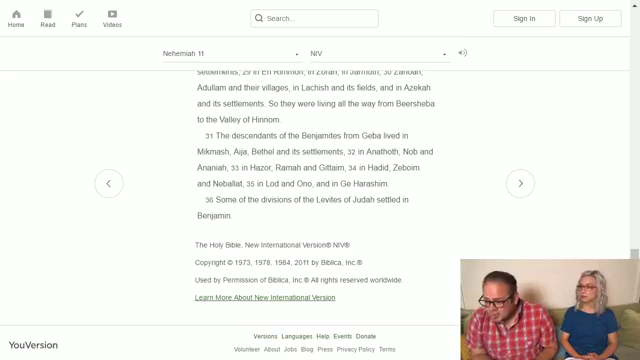 Home
Read
Plans
Videos
Search...
Sign In
Sign Up
Nehemiah 11
NIV
settlements, 29 in En Rimmon, in Zorah, in Jarmuth, 30 Zanoah,
Adullam and their villages, in Lachish and its fields, and in Azekah
and its settlements. So they were living all the way from Beersheba
to the Valley of Hinnom.
31 The descendants of the Benjamites from Geba lived in
Mikmash, Aija, Bethel and its settlements, 32 in Anathoth, Nob and
Ananiah, 33 in Hazor, Ramah and Gittaim, 34 in Hadid, Zeboim
and Neballat, 35 in Lod and Ono, and in Ge Harashim.
36 Some of the divisions of the Levites of Judah settled in
Benjamin.
The Holy Bible, New International Version® NIV®
Copyright © 1973, 1978, 1984, 2011 by Biblica, Inc.®
Used by Permission of Biblica, Inc.® All rights reserved worldwide.
Learn More About New International Version
YouVersion
Versions Languages Help Events Donate
Volunteer About Jobs Blog Press Privacy Policy Terms